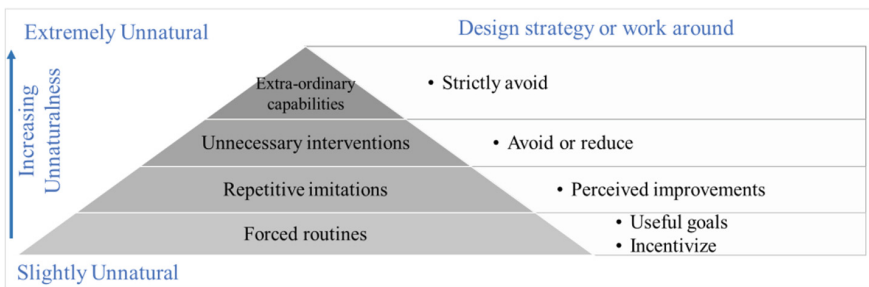 Extremely Unnatural
Design strategy or work around
Increasing
Unnaturalness
Extra-ordinary
capabilities
• Strictly avoid
Unnecessary interventions
• Avoid or reduce
Repetitive imitations
• Perceived improvements
Forced routines
• Useful goals
• Incentivize
Slightly Unnatural